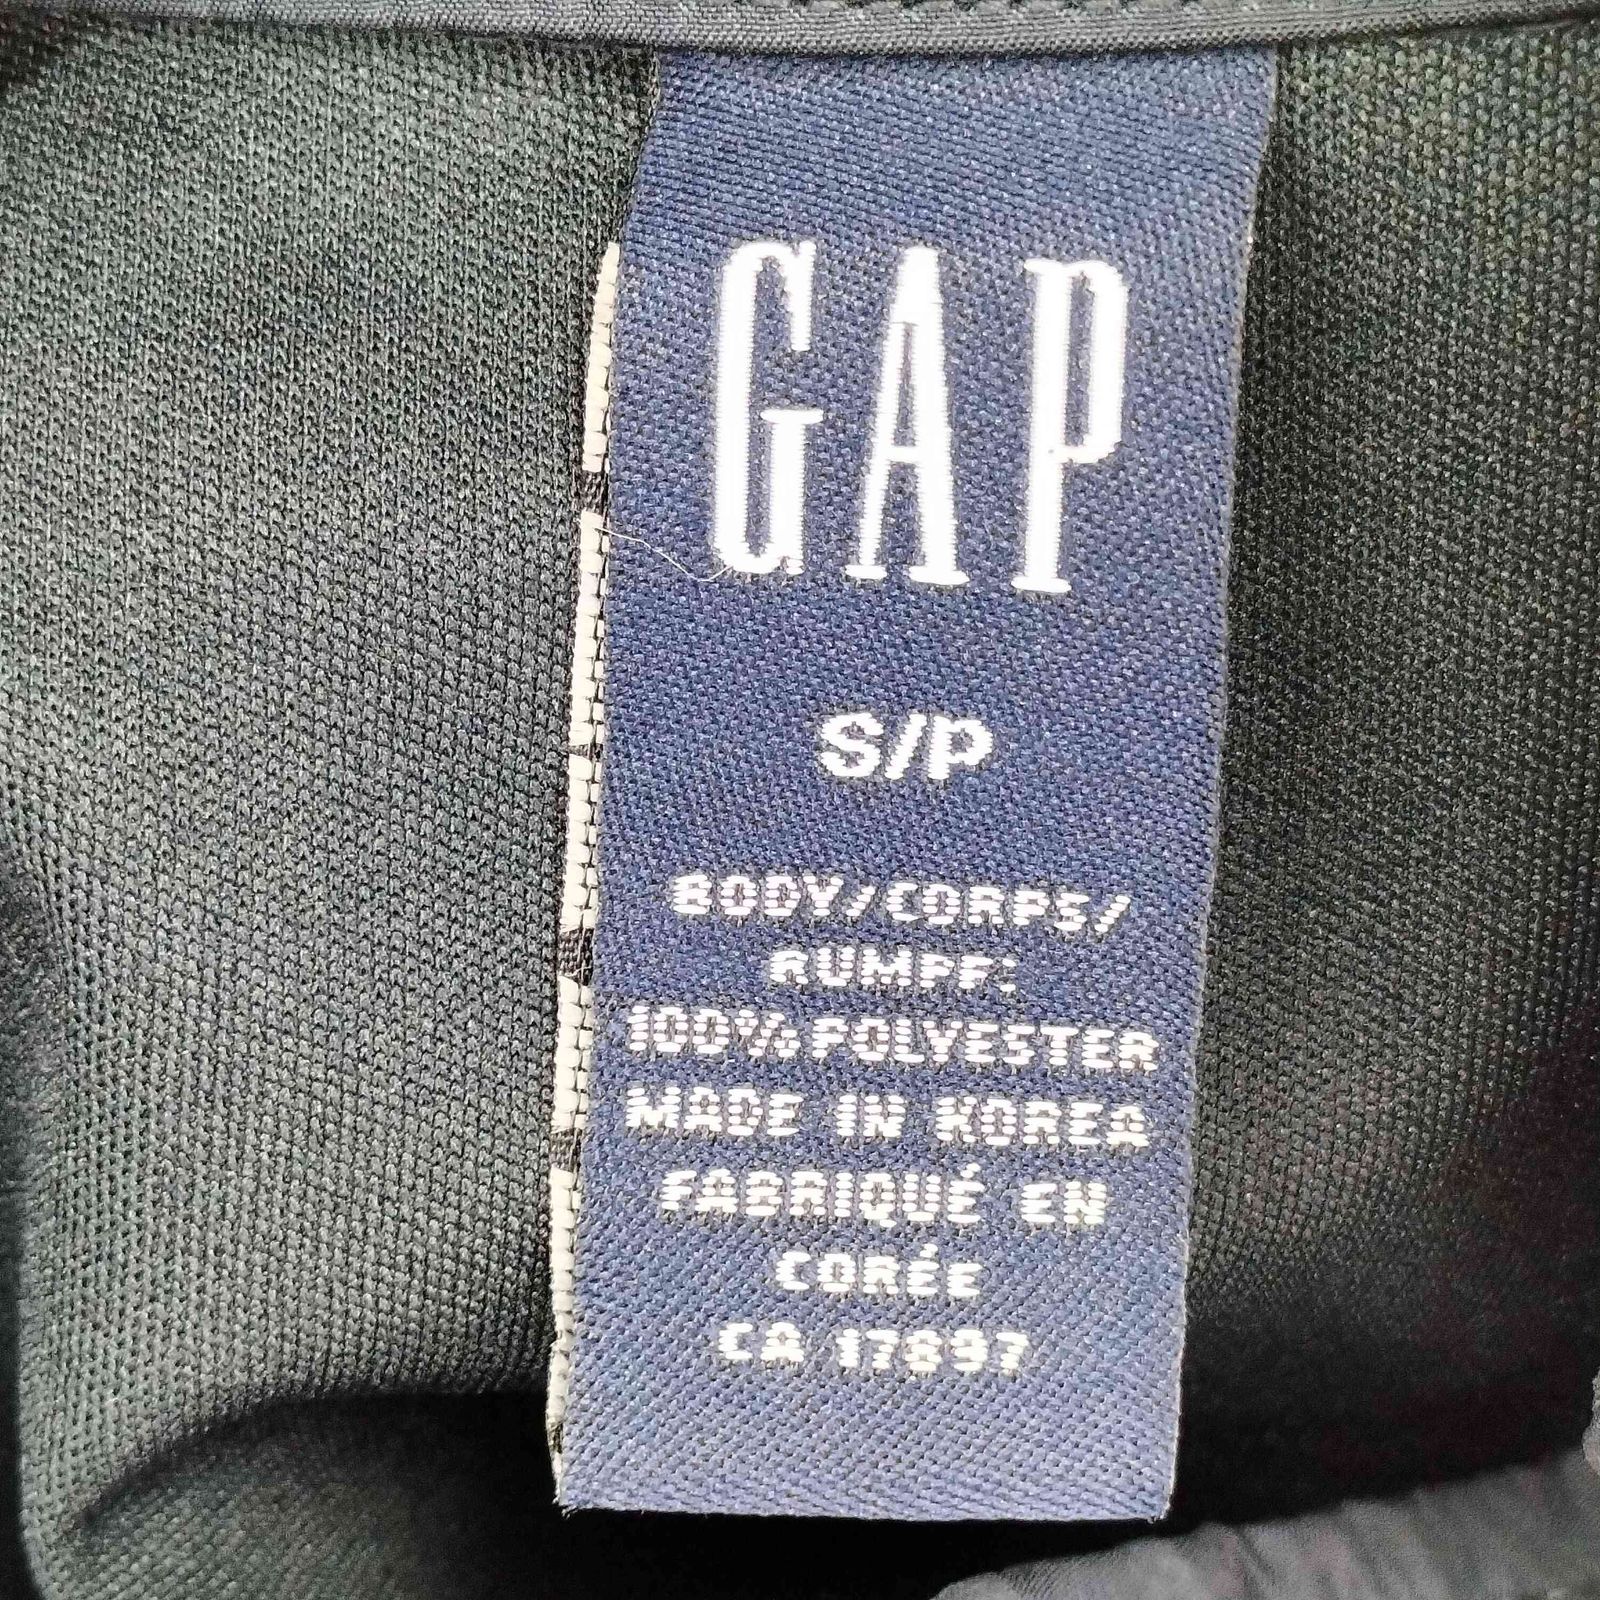 GAP
S/P
BODY/CORPS/
RUMPF:
100% POLYESTER
MADE IN KOREA
FABRIQUÉ EN
CORÉE
CA 17897